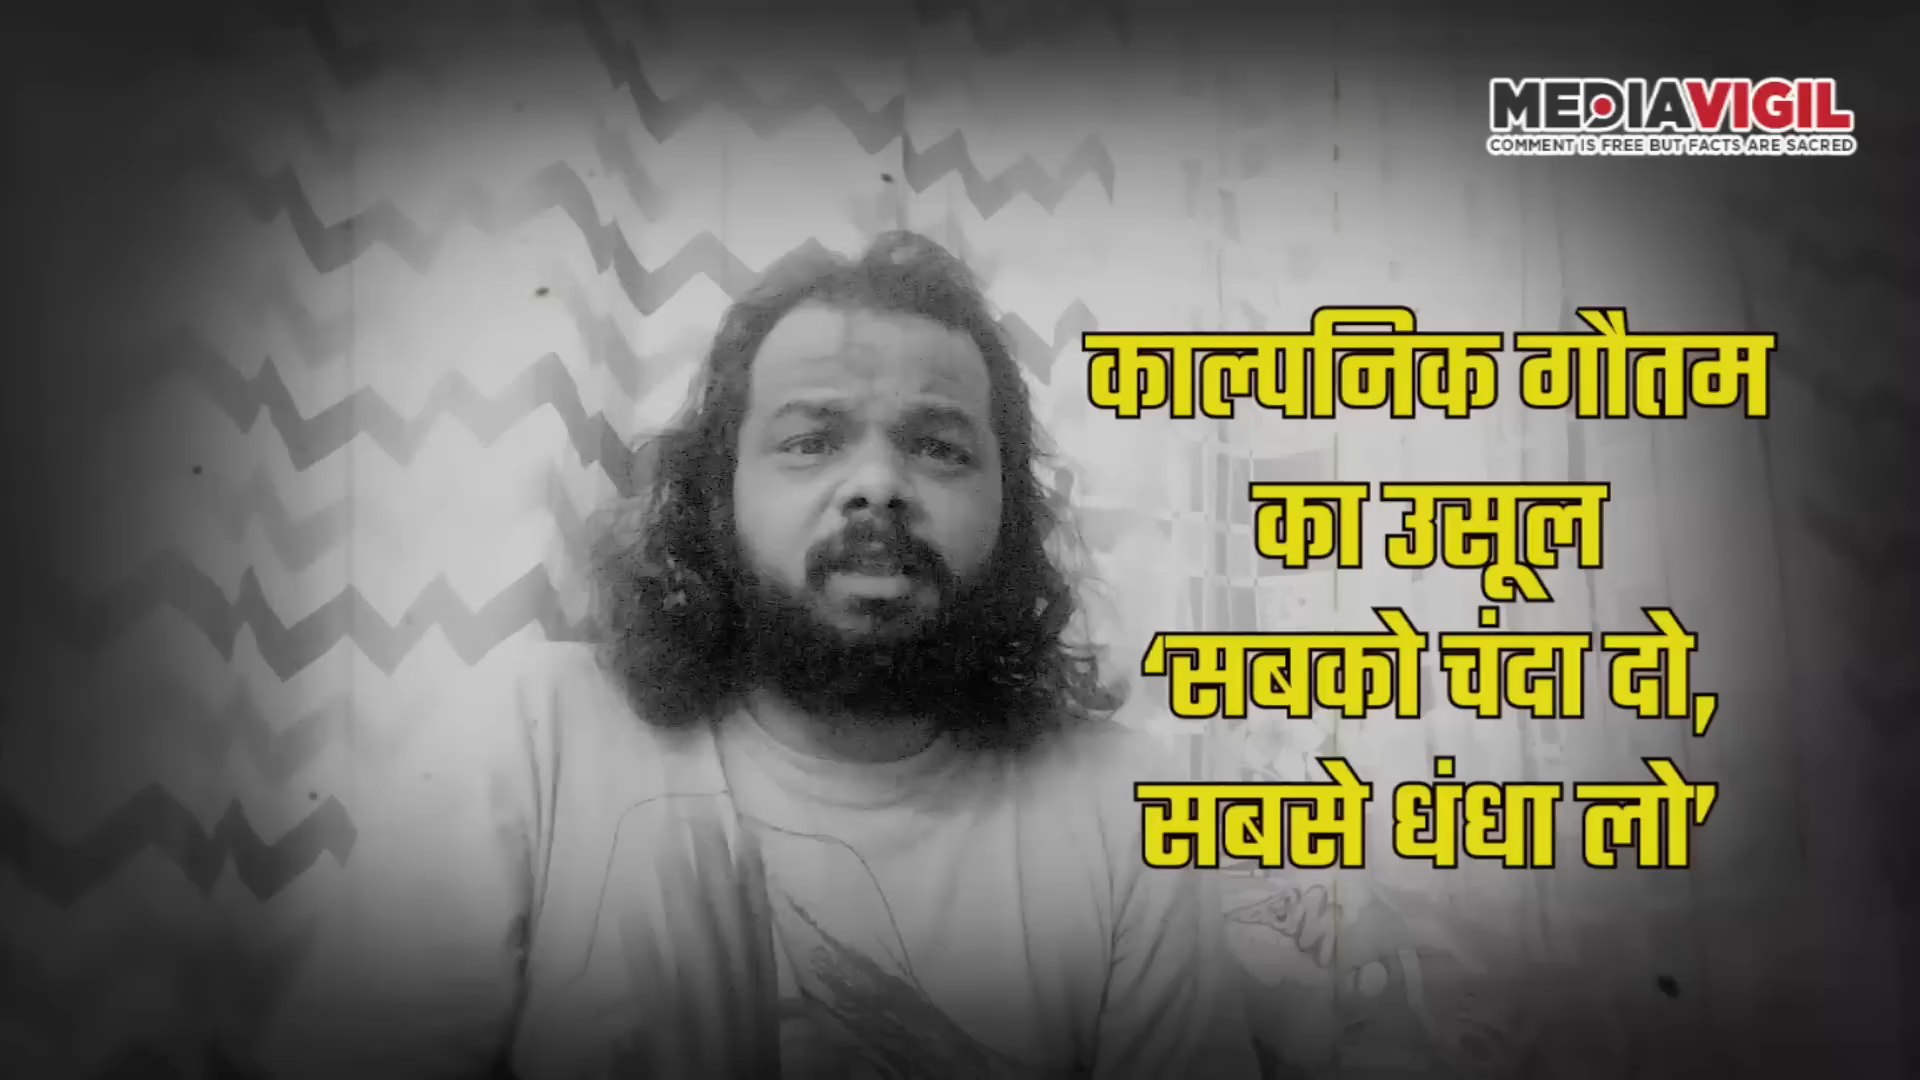 MEDIAVIGIL
COMMENT IS FREE BUT FACTS ARE SACRED
काल्पनिक गौतम
का उसूल
‘सबको चंदा दो,
सबसे धंधा लो’